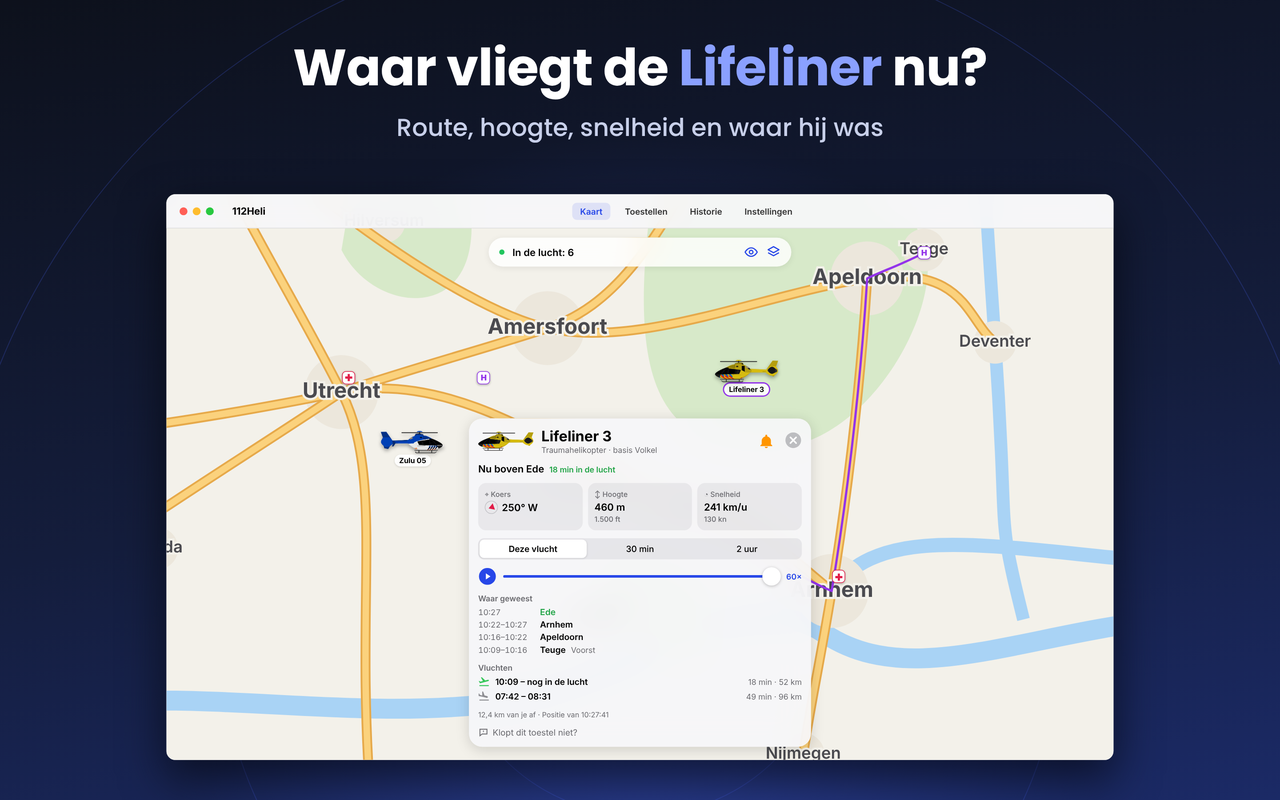 Waar vliegt de Lifeliner nu?
Route, hoogte, snelheid en waar hij was
112Heli
Kaart
Toestellen
Historie
Instellingen
In de lucht: 6
Teuge
H
Apeldoorn
Amersfoort
Deventer
Utrecht
H
Lifeliner 3
Zulu 05
da
Lifeliner 3
Traumahelikopter · basis Volkel
Nu boven Ede 18 min in de lucht
Koers
250° W
Hoogte
460 m
1.500 ft
Snelheid
241 km/u
130 kn
Deze vlucht
30 min
2 uur
60×
Waar geweest
10:27 Ede
10:22–10:27 Arnhem
10:16–10:22 Apeldoorn
10:09–10:16 Teuge Voorst
Vluchten
10:09 – nog in de lucht 18 min · 52 km
07:42 – 08:31 49 min · 96 km
12,4 km van je af · Positie van 10:27:41
Klopt dit toestel niet?
rnhem
Nijmegen